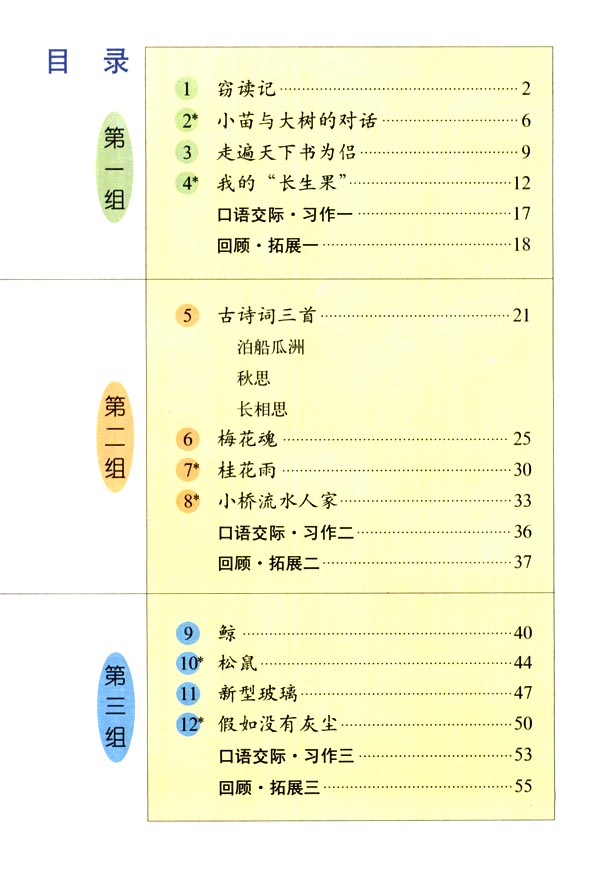 目 录
第一组
1 窃读记 2
2* 小苗与大树的对话 6
3 走遍天下书为侣 9
4* 我的“长生果” 12
口语交际·习作一 17
回顾·拓展一 18
第二组
5 古诗词三首 21
泊船瓜洲
秋思
长相思
6 梅花魂 25
7* 桂花雨 30
8* 小桥流水人家 33
口语交际·习作二 36
回顾·拓展二 37
第三组
9 鲸 40
10* 松鼠 44
11 新型玻璃 47
12* 假如没有灰尘 50
口语交际·习作三 53
回顾·拓展三 55